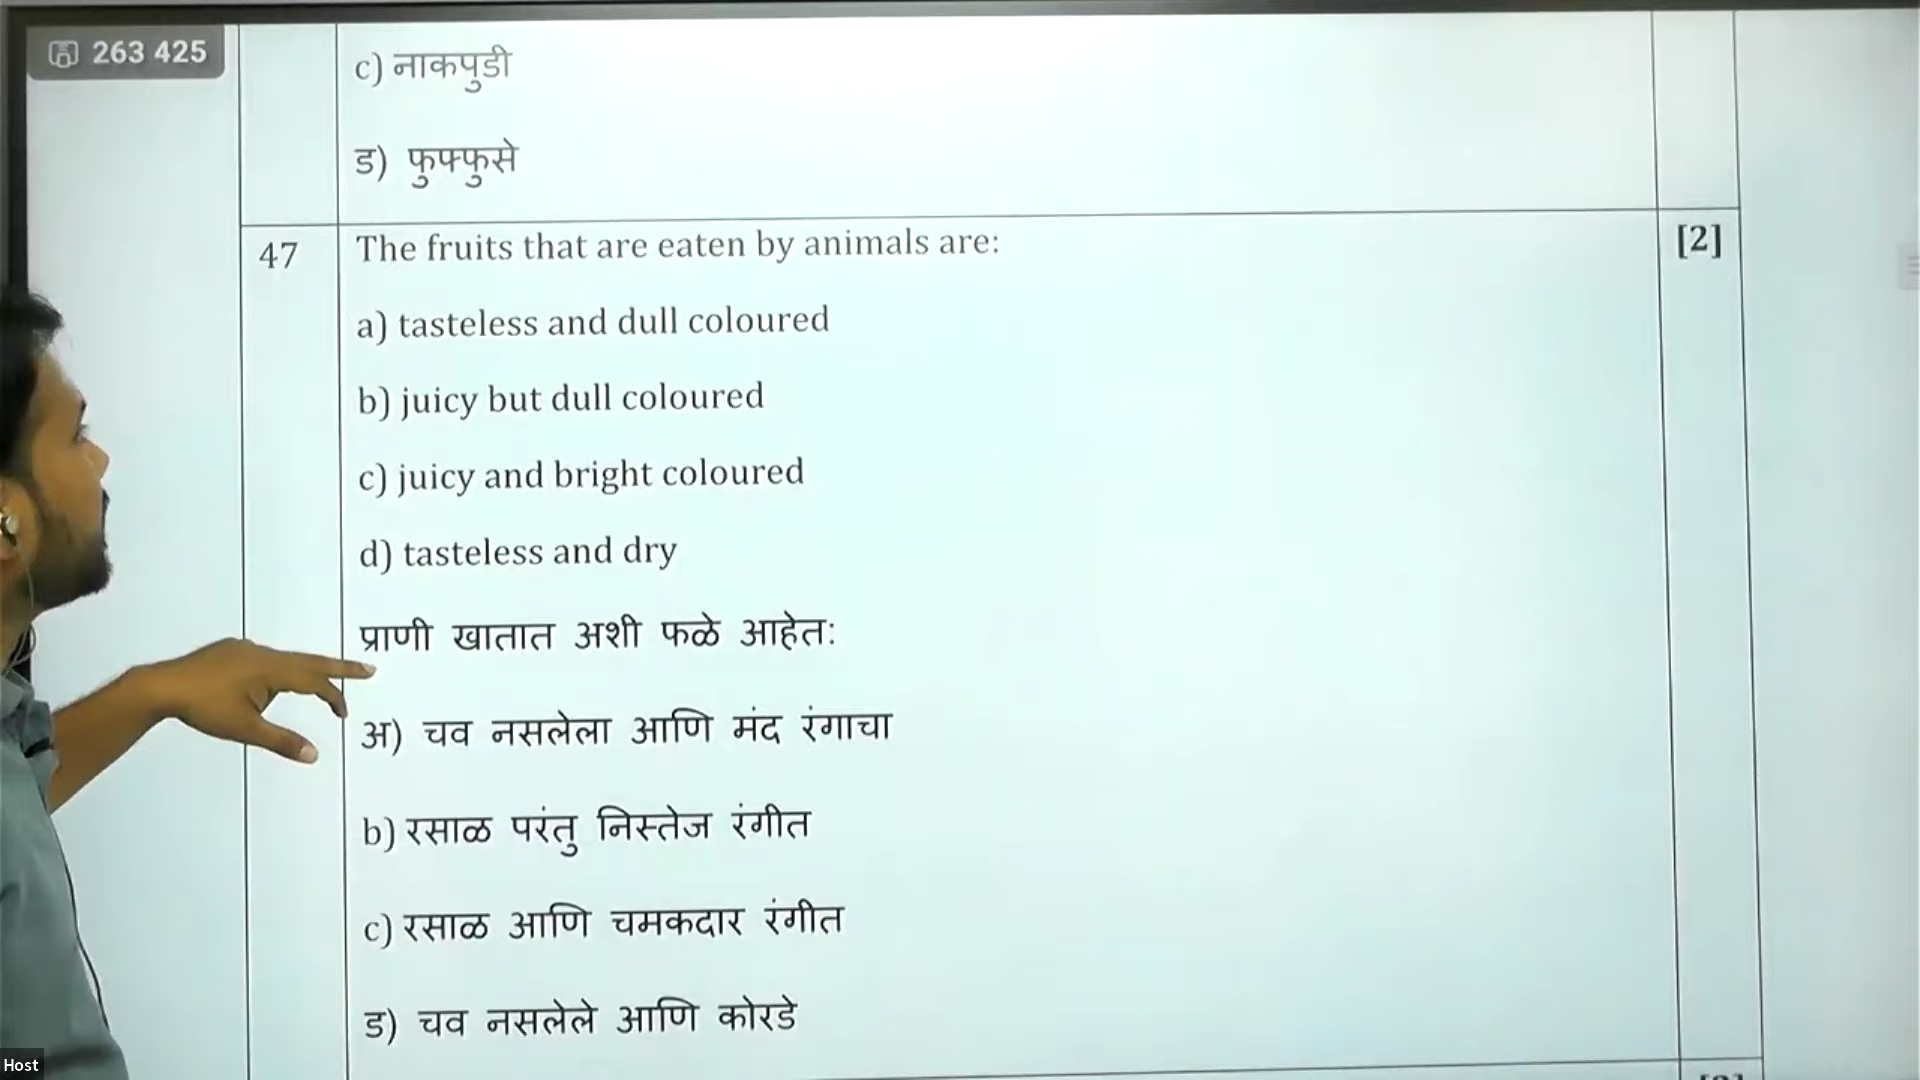 263 425
c) नाकपुडी
ड) फुफ्फुसे
47 The fruits that are eaten by animals are: [2]
a) tasteless and dull coloured
b) juicy but dull coloured
c) juicy and bright coloured
d) tasteless and dry
प्राणी खातात अशी फळे आहेत:
अ) चव नसलेला आणि मंद रंगाचा
b) रसाळ परंतु निस्तेज रंगीत
c) रसाळ आणि चमकदार रंगीत
ड) चव नसलेले आणि कोरडे
Host